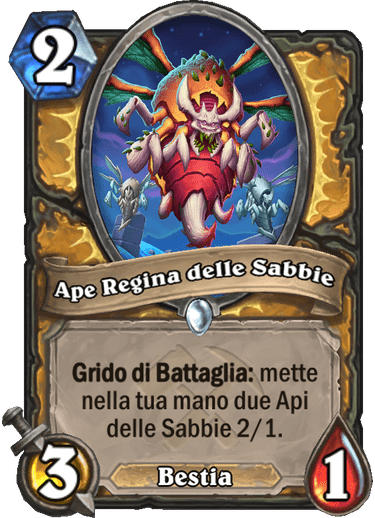 2
Ape Regina delle Sabbie
Grido di Battaglia: mette
nella tua mano due Api
delle Sabbie 2/1.
3
Bestia
1